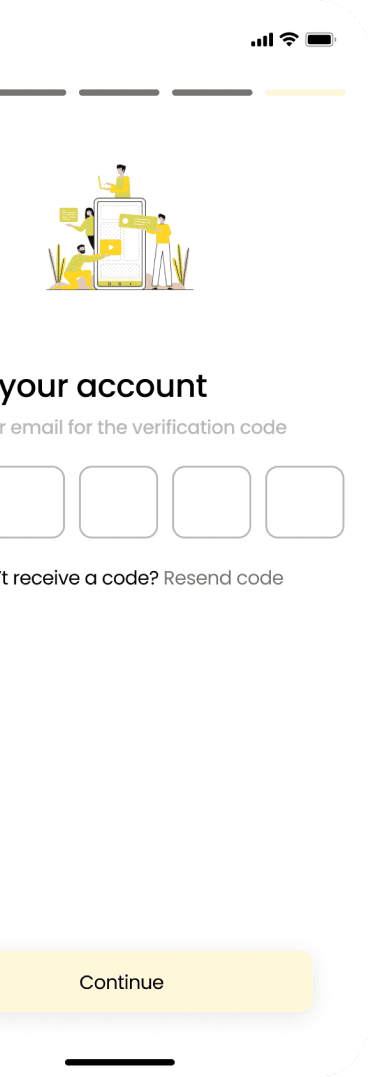 your account
r email for the verification code
't receive a code? Resend code
Continue